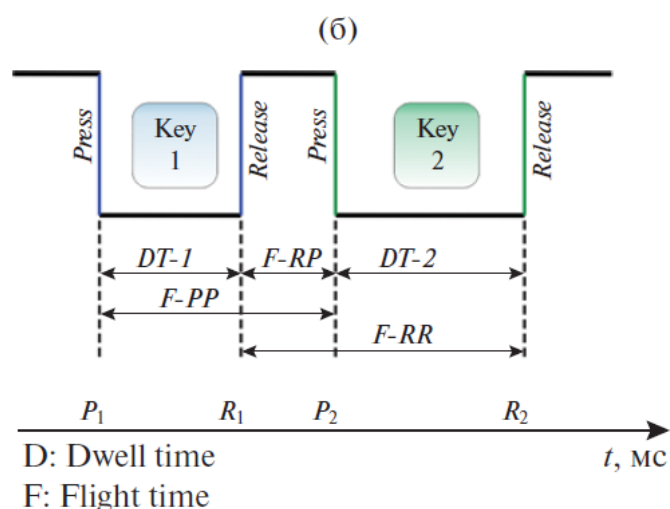 (б)
Press
Key
1
Release
Press
Key
2
Release
DT-1
F-RP
DT-2
F-PP
F-RR
P₁
R₁
P₂
R₂
D: Dwell time
t, мс
F: Flight time